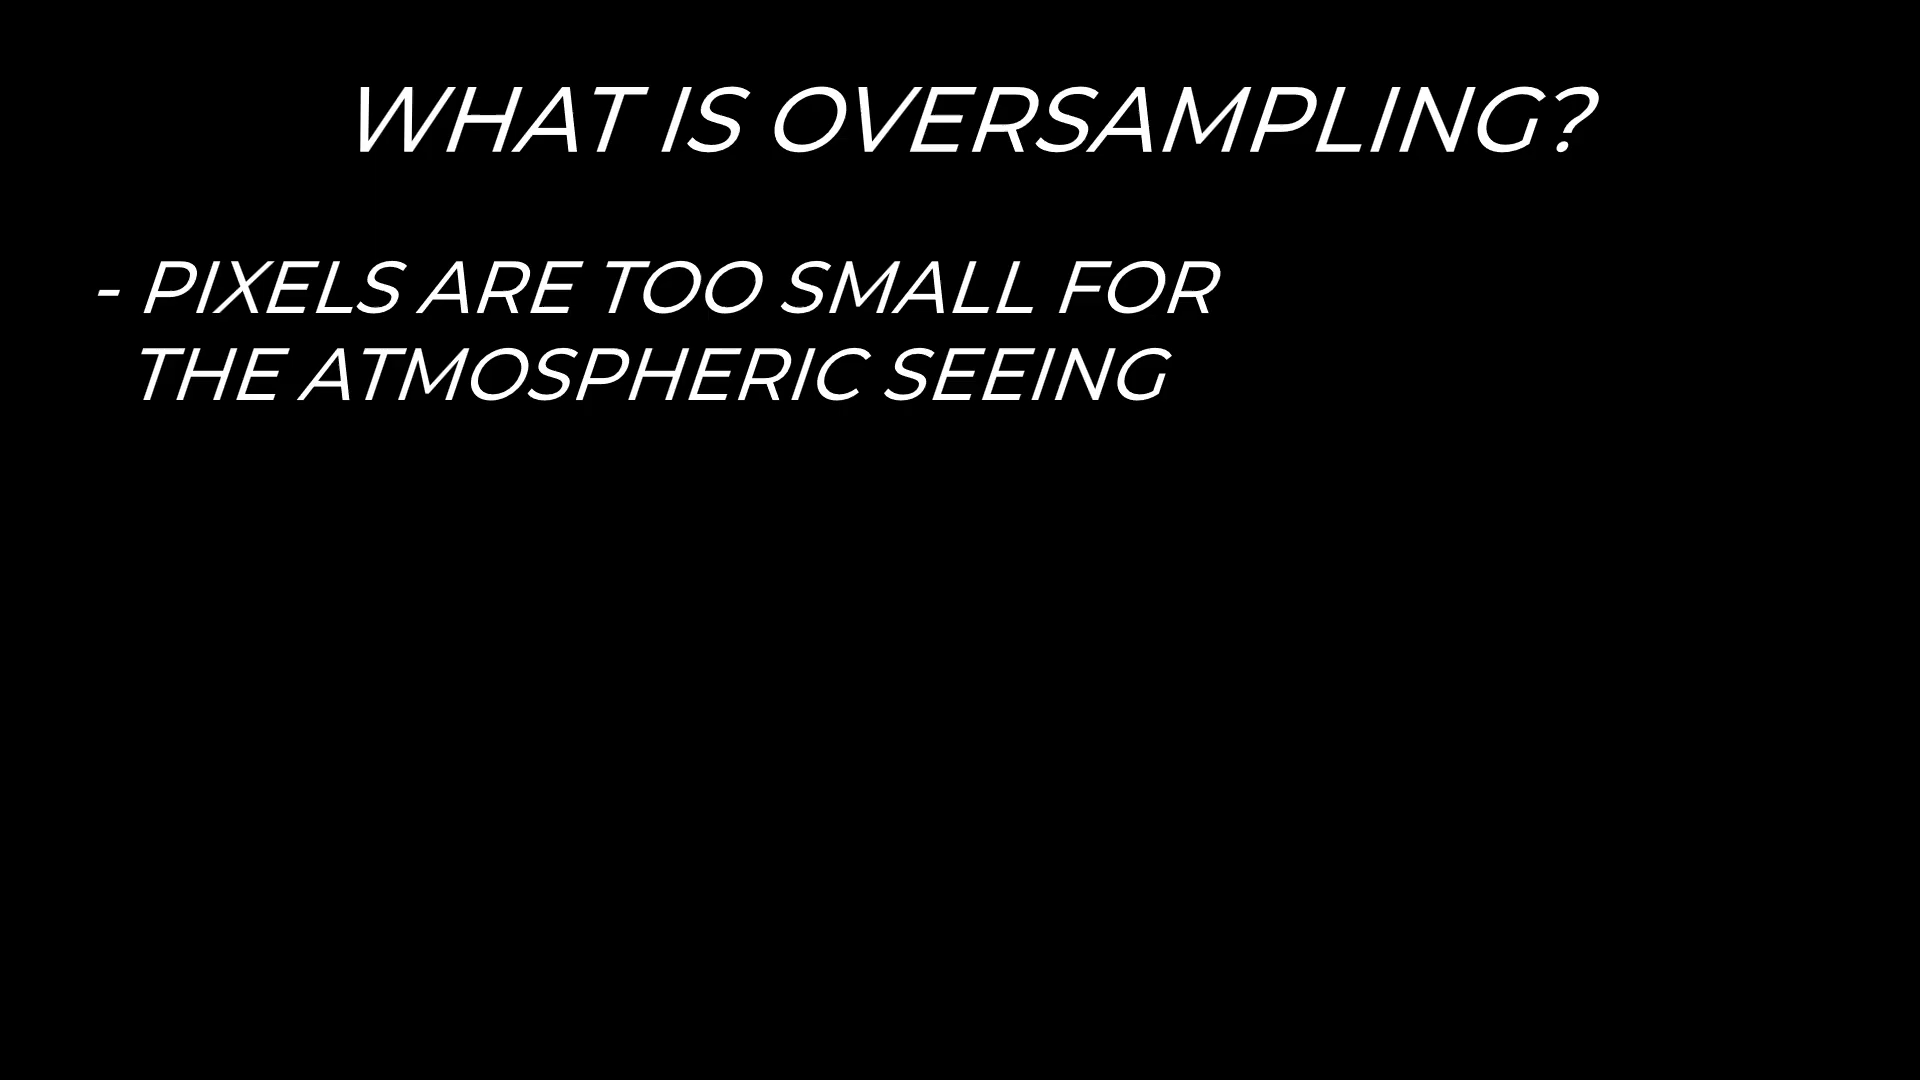 WHAT IS OVERSAMPLING?
- PIXELS ARE TOO SMALL FOR
THE ATMOSPHERIC SEEING